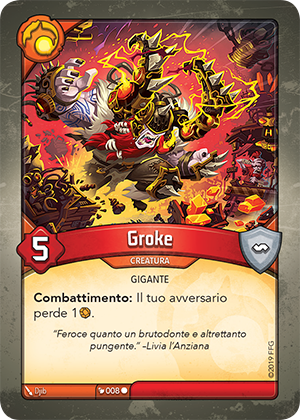 Groke
5
CREATURA
GIGANTE
Combattimento: Il tuo avversario
perde 1.
"Feroce quanto un brutodonte e altrettanto
pungente." -Livia l'Anziana
©2019 FFG
Djib
008